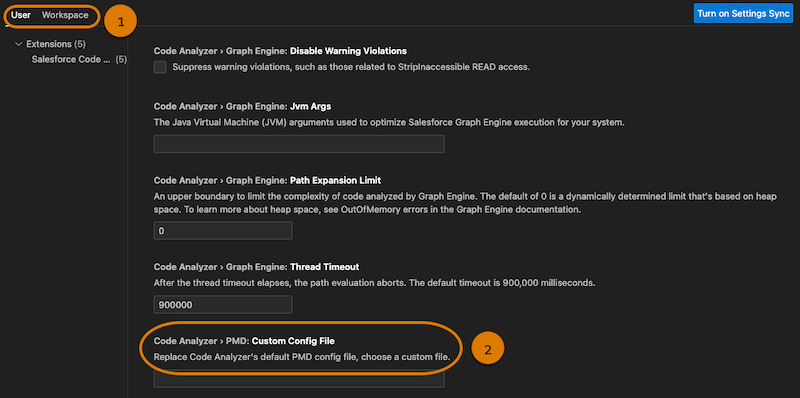 User Workspace
1
Turn on Settings Sync
Extensions (5)
Salesforce Code ... (5)
Code Analyzer › Graph Engine: Disable Warning Violations
Suppress warning violations, such as those related to StripInaccessible READ access.
Code Analyzer › Graph Engine: Jvm Args
The Java Virtual Machine (JVM) arguments used to optimize Salesforce Graph Engine execution for your system.
Code Analyzer › Graph Engine: Path Expansion Limit
An upper boundary to limit the complexity of code analyzed by Graph Engine. The default of 0 is a dynamically determined limit that's based on heap
space. To learn more about heap space, see OutOfMemory errors in the Graph Engine documentation.
0
Code Analyzer › Graph Engine: Thread Timeout
After the thread timeout elapses, the path evaluation aborts. The default timeout is 900,000 milliseconds.
900000
Code Analyzer › PMD: Custom Config File
2
Replace Code Analyzer's default PMD config file, choose a custom file.